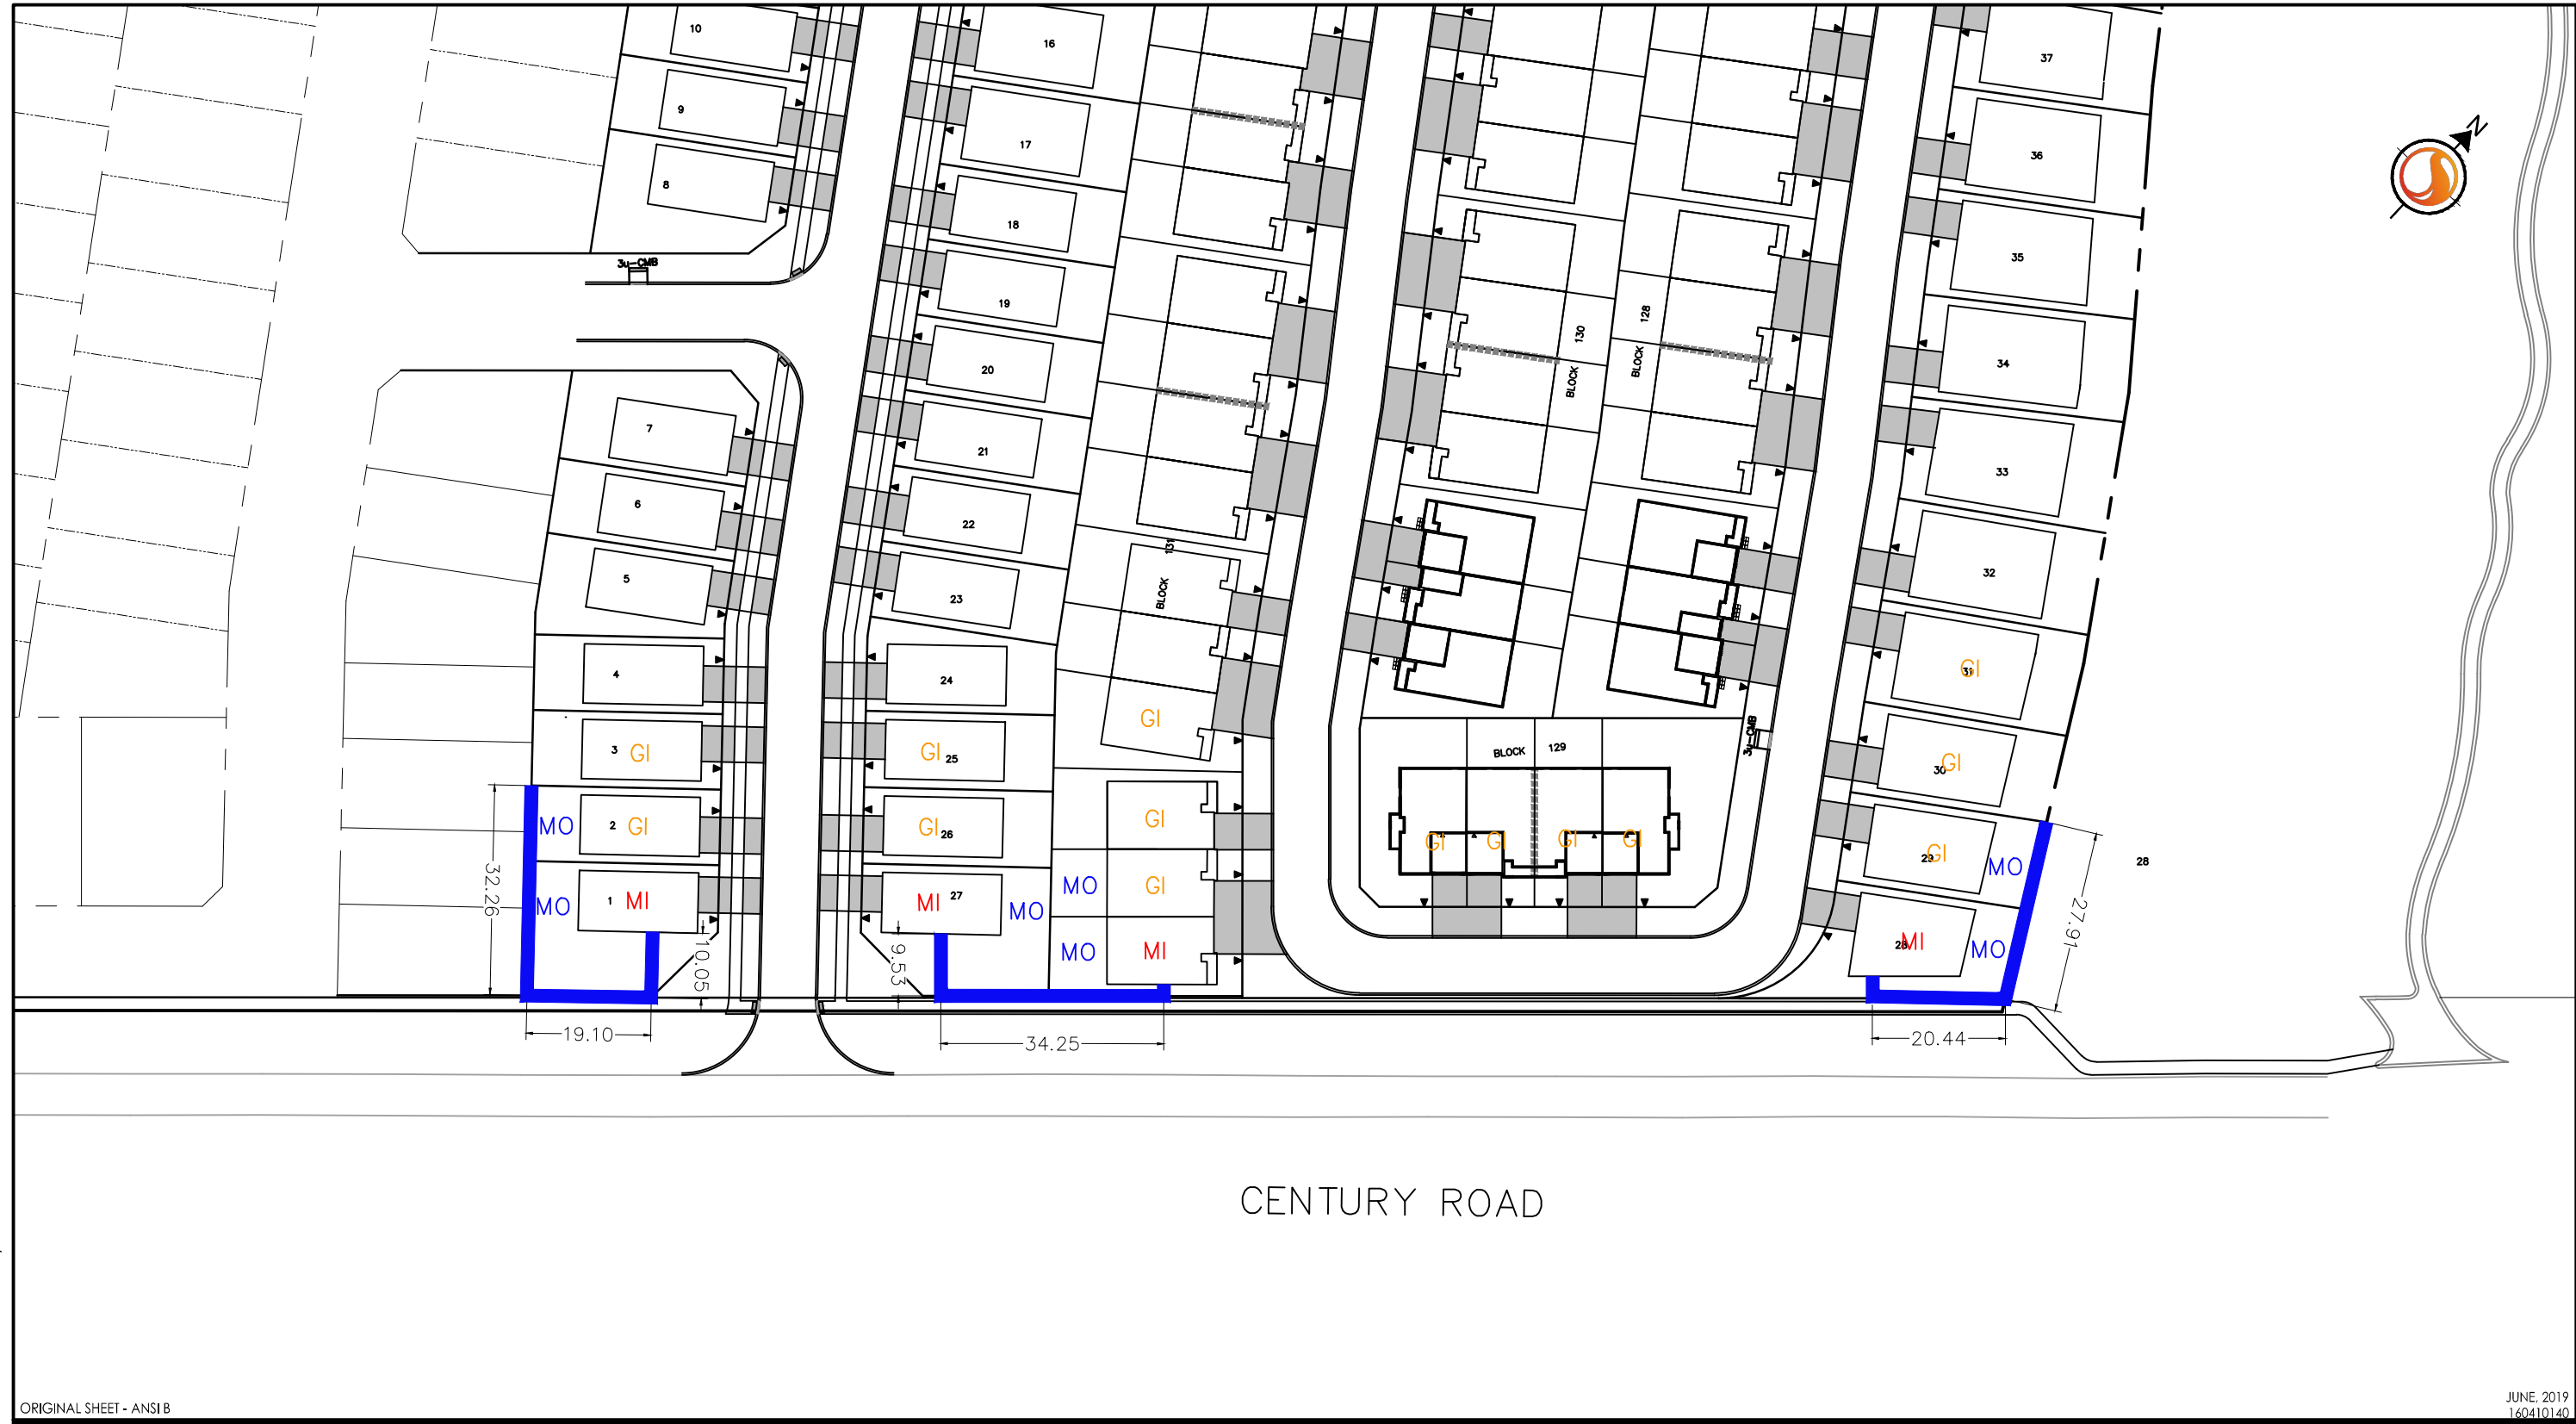 10
16
37
N
9
17
36
8
18
35
3u-CMB
19
34
128
130
BLOCK
BLOCK
20
7
21
33
6
22
32
131
BLOCK
5
23
4
24
31 GI
GI
3 GI
GI 25
30 GI
3u-CMB
BLOCK 129
MO 2 GI
GI 26
GI
GI GI GI GI
29 GI MO
28
32.26
MO 1 MI
MI 27 MO
MO GI
27.91
10.05
9.53
MO MI
28 MI MO
19.10
34.25
20.44
CENTURY ROAD
ORIGINAL SHEET - ANSI B
JUNE, 2019
160410140